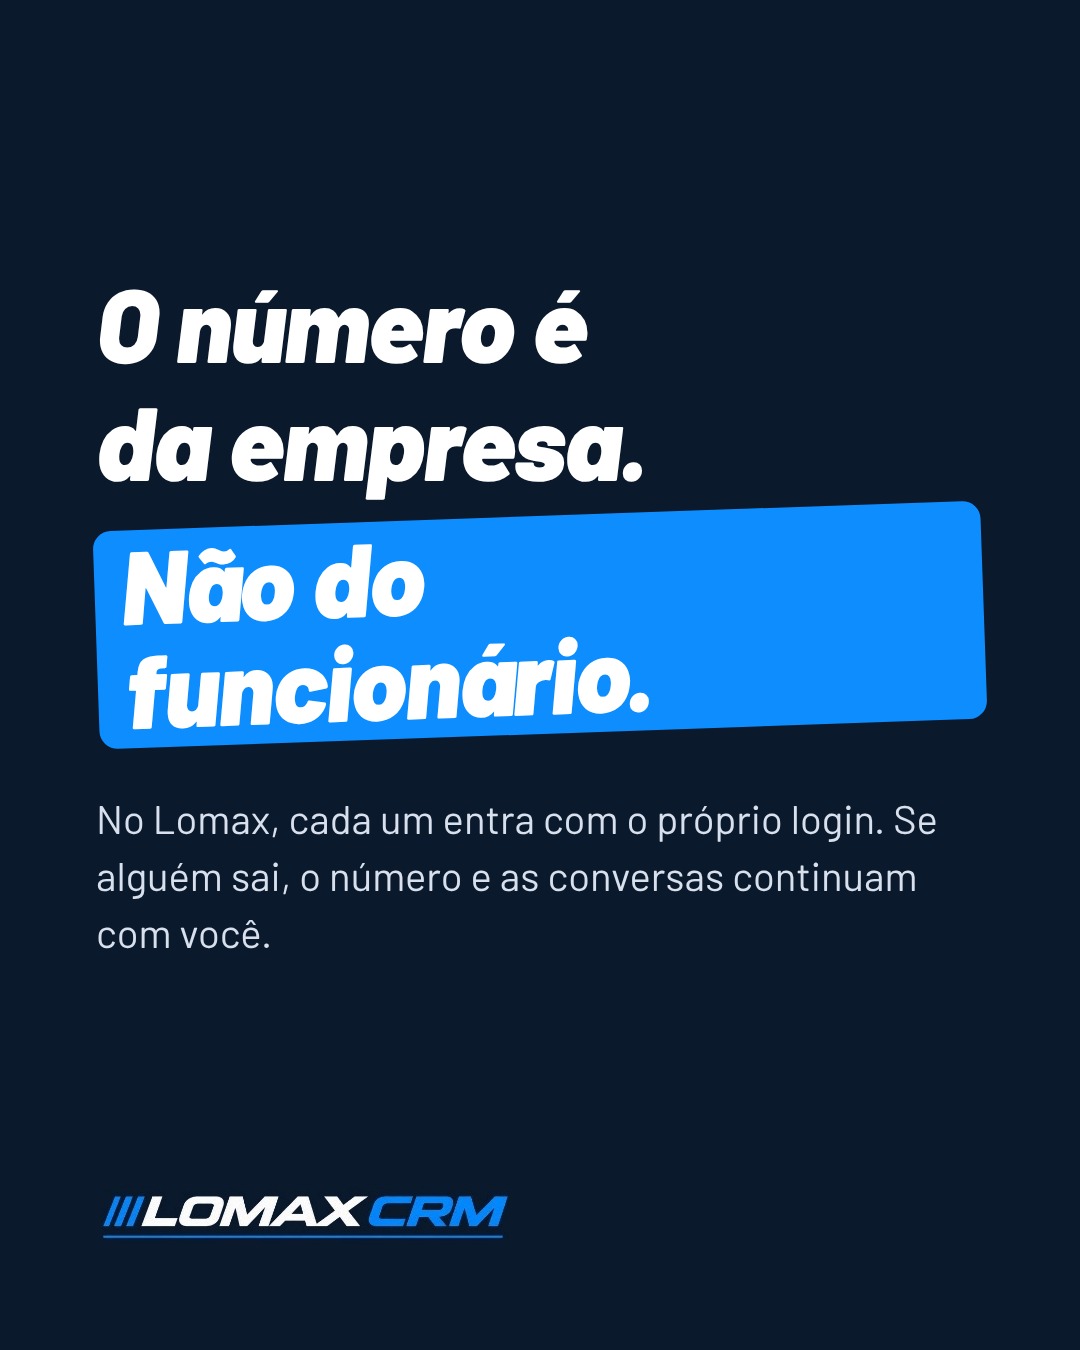 O número é
da empresa.
Não do
funcionário.
No Lomax, cada um entra com o próprio login. Se
alguém sai, o número e as conversas continuam
com você.
LOMAX CRM